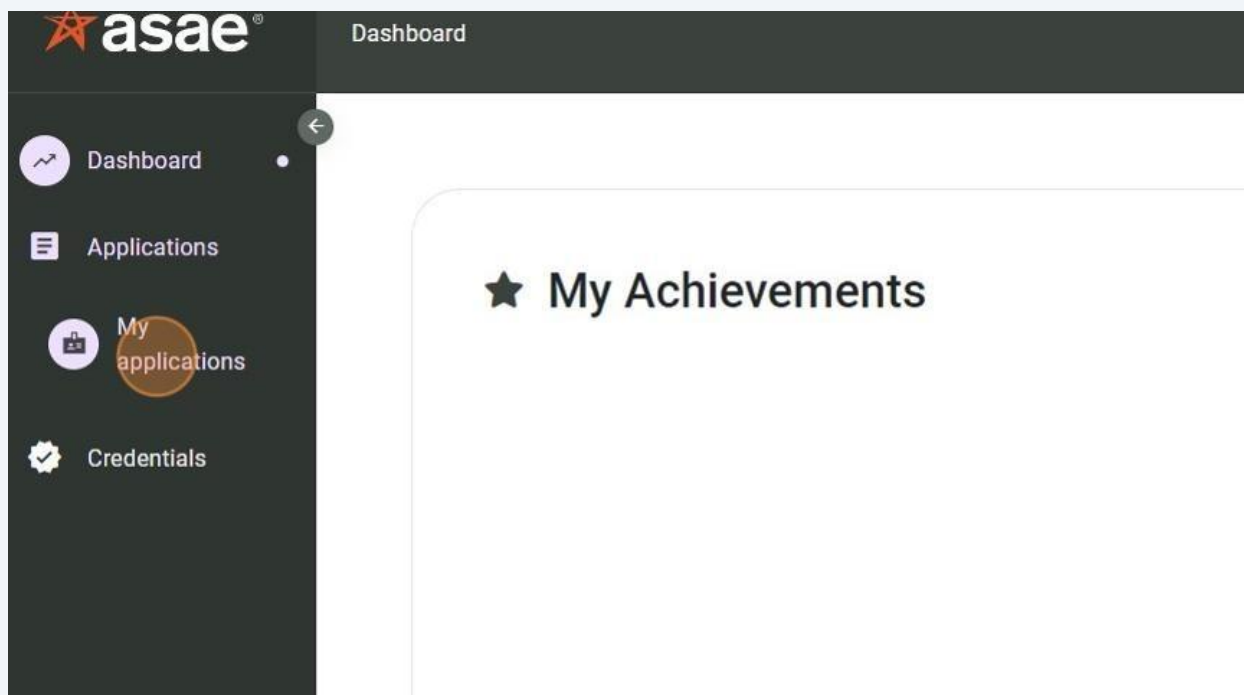 asae®
Dashboard
Dashboard
Applications
My
applications
Credentials
My Achievements